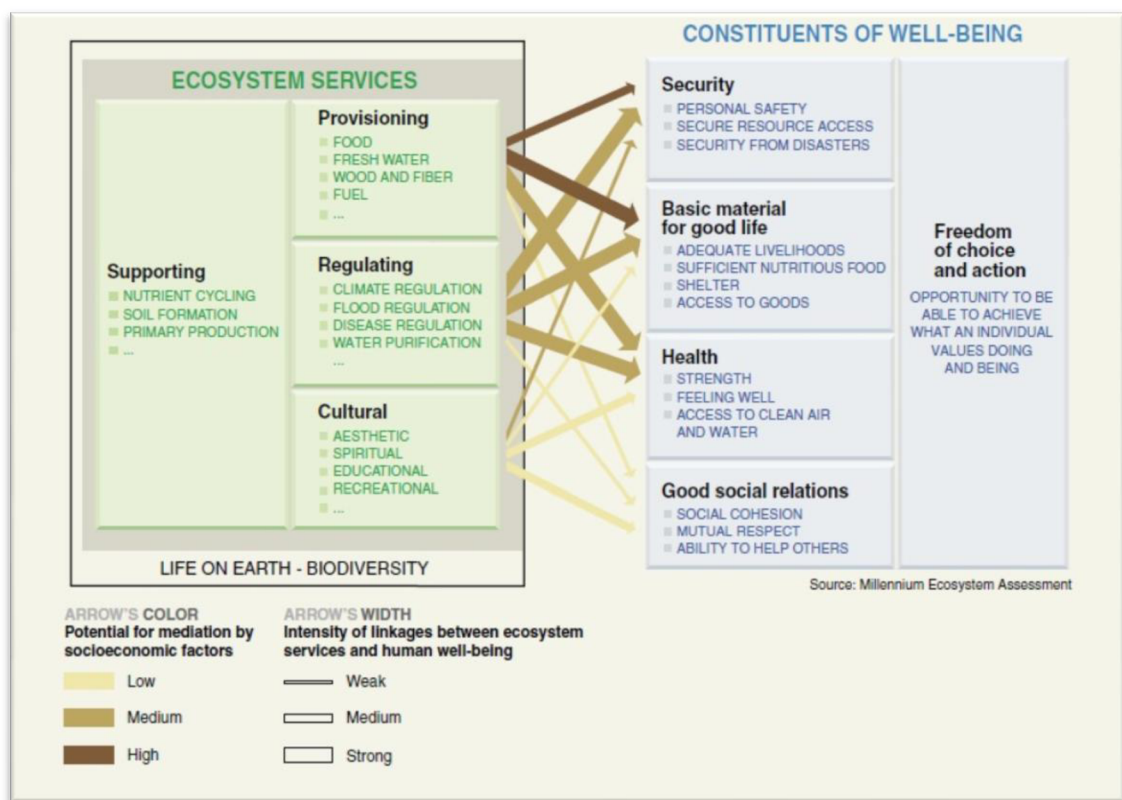 CONSTITUENTS OF WELL-BEING
ECOSYSTEM SERVICES
Supporting
NUTRIENT CYCLING
SOIL FORMATION
PRIMARY PRODUCTION
...
Provisioning
FOOD
FRESH WATER
WOOD AND FIBER
FUEL
...
Regulating
CLIMATE REGULATION
FLOOD REGULATION
DISEASE REGULATION
WATER PURIFICATION
...
Cultural
AESTHETIC
SPIRITUAL
EDUCATIONAL
RECREATIONAL
...
LIFE ON EARTH - BIODIVERSITY
Security
PERSONAL SAFETY
SECURE RESOURCE ACCESS
SECURITY FROM DISASTERS
Basic material
for good life
ADEQUATE LIVELIHOODS
SUFFICIENT NUTRITIOUS FOOD
SHELTER
ACCESS TO GOODS
Health
STRENGTH
FEELING WELL
ACCESS TO CLEAN AIR
AND WATER
Good social relations
SOCIAL COHESION
MUTUAL RESPECT
ABILITY TO HELP OTHERS
Freedom
of choice
and action
OPPORTUNITY TO BE
ABLE TO ACHIEVE
WHAT AN INDIVIDUAL
VALUES DOING
AND BEING
Source: Millennium Ecosystem Assessment
ARROW'S COLOR
Potential for mediation by
socioeconomic factors
Low
Medium
High
ARROW'S WIDTH
Intensity of linkages between ecosystem
services and human well-being
Weak
Medium
Strong